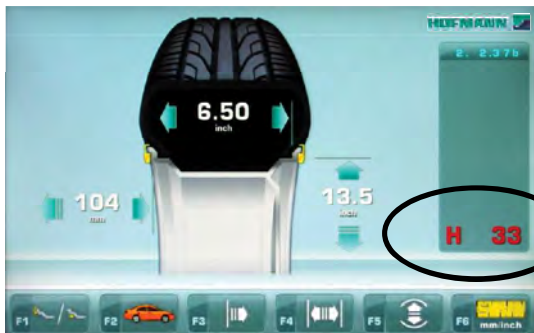 HOFMANN
2. 2.37b
6.50
inch
104
mm
13.5
inch
H 33
F1
F2
F3
F4
F5
F6
mm/inch